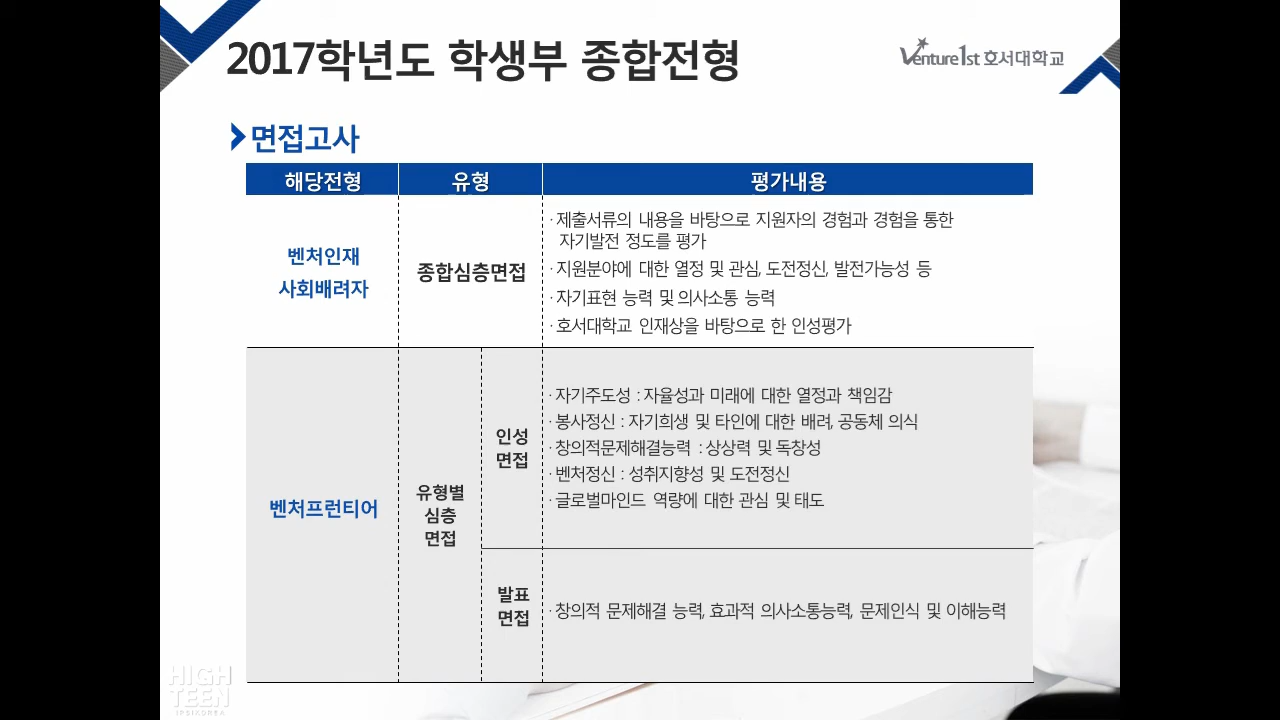 2017학년도 학생부 종합전형
Venture 1st 호서대학교
면접고사
해당전형 유형 평가내용
벤처인재
사회배려자
종합심층면접
· 제출서류의 내용을 바탕으로 지원자의 경험과 경험을 통한
자기발전 정도를 평가
· 지원분야에 대한 열정 및 관심, 도전정신, 발전가능성 등
· 자기표현 능력 및 의사소통 능력
· 호서대학교 인재상을 바탕으로 한 인성평가
벤처프런티어
유형별
심층
면접
인성
면접
· 자기주도성 : 자율성과 미래에 대한 열정과 책임감
· 봉사정신 : 자기희생 및 타인에 대한 배려, 공동체 의식
· 창의적문제해결능력 : 상상력 및 독창성
· 벤처정신 : 성취지향성 및 도전정신
· 글로벌마인드 역량에 대한 관심 및 태도
발표
면접
· 창의적 문제해결 능력, 효과적 의사소통능력, 문제인식 및 이해능력
HIGH
TEEN
IPSIKOREA